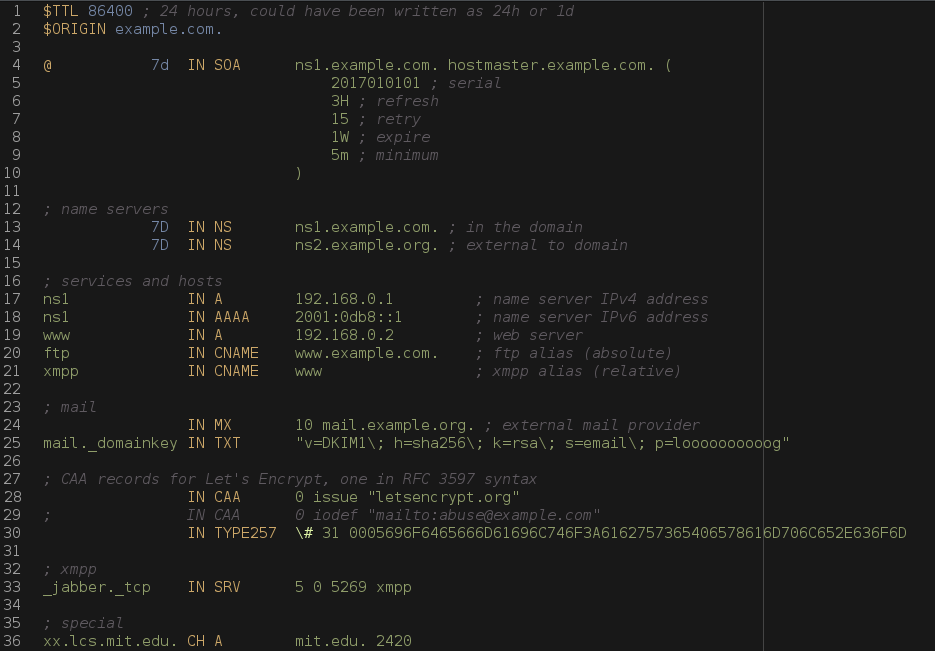 1 $TTL 86400 ; 24 hours, could have been written as 24h or 1d
2 $ORIGIN example.com.
3
4 @ 7d IN SOA ns1.example.com. hostmaster.example.com. (
5 2017010101 ; serial
6 3H ; refresh
7 15 ; retry
8 1W ; expire
9 5m ; minimum
10 )
11
12 ; name servers
13 7D IN NS ns1.example.com. ; in the domain
14 7D IN NS ns2.example.org. ; external to domain
15
16 ; services and hosts
17 ns1 IN A 192.168.0.1 ; name server IPv4 address
18 ns1 IN AAAA 2001:0db8::1 ; name server IPv6 address
19 www IN A 192.168.0.2 ; web server
20 ftp IN CNAME www.example.com. ; ftp alias (absolute)
21 xmpp IN CNAME www ; xmpp alias (relative)
22
23 ; mail
24 IN MX 10 mail.example.org. ; external mail provider
25 mail._domainkey IN TXT "v=DKIM1\; h=sha256\; k=rsa\; s=email\; p=loooooooooog"
26
27 ; CAA records for Let's Encrypt, one in RFC 3597 syntax
28 IN CAA 0 issue "letsencrypt.org"
29 ; IN CAA 0 iodef "mailto:abuse@example.com"
30 IN TYPE257 \# 31 0005696F6465666D61696C746F3A6162757365406578616D706C652E636F6D
31
32 ; xmpp
33 _jabber._tcp IN SRV 5 0 5269 xmpp
34
35 ; special
36 xx.lcs.mit.edu. CH A mit.edu. 2420